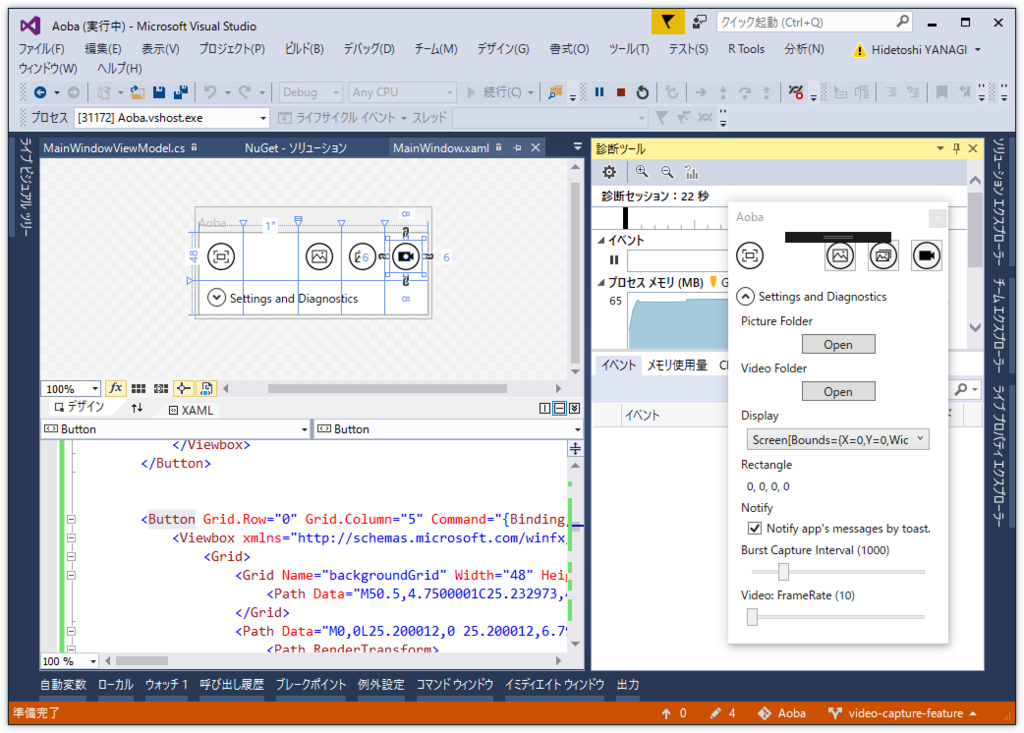 Aoba (実行中) - Microsoft Visual Studio
クイック起動 (Ctrl+Q)
ファイル(F) 編集(E) 表示(V) プロジェクト(P) ビルド(B) デバッグ(D) チーム(M) デザイン(G) 書式(O) ツール(T) テスト(S) R Tools 分析(N) Hidetoshi YANAGI
ウィンドウ(W) ヘルプ(H)
Debug Any CPU 続行(C)
プロセス [31172] Aoba.vshost.exe ライフサイクル イベント スレッド
ライブ ビジュアル ツリー
MainWindowViewModel.cs NuGet - ソリューション MainWindow.xaml
Aoba
1*
8
48
6
6
8
Settings and Diagnostics
100%
fx
デザイン
XAML
Button Button
</Viewbox>
</Button>
<Button Grid.Row="0" Grid.Column="5" Command="{Binding
<Viewbox xmlns="http://schemas.microsoft.com/winfx
<Grid>
<Grid Name="backgroundGrid" Width="48" Heig
<Path Data="M50.5,4.7500001C25.232973,4
</Grid>
<Path Data="M0,0L25.200012,0 25.200012,6.79
<Path.RenderTransform>
100 %
診断ツール
診断セッション : 22 秒
イベント
プロセス メモリ (MB) G
65
イベント メモリ使用量
イベント
Aoba
Settings and Diagnostics
Picture Folder
Open
Video Folder
Open
Display
Screen[Bounds={X=0,Y=0,Wic
Rectangle
0, 0, 0, 0
Notify
Notify app's messages by toast.
Burst Capture Interval (1000)
Video: FrameRate (10)
ソリューション エクスプローラー
チーム エクスプローラー
ライブ プロパティ エクスプローラー
自動変数 ローカル ウォッチ 1 呼び出し履歴 ブレークポイント 例外設定 コマンド ウィンドウ イミディエイト ウィンドウ 出力
準備完了 0 4 Aoba video-capture-feature